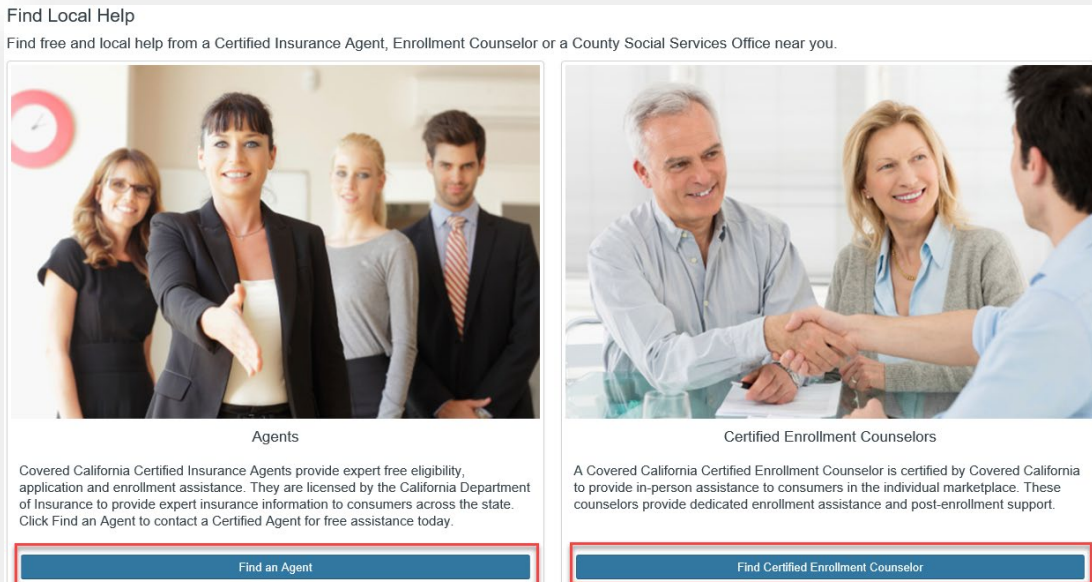 Find Local Help
Find free and local help from a Certified Insurance Agent, Enrollment Counselor or a County Social Services Office near you.
Agents
Covered California Certified Insurance Agents provide expert free eligibility,
application and enrollment assistance. They are licensed by the California Department
of Insurance to provide expert insurance information to consumers across the state.
Click Find an Agent to contact a Certified Agent for free assistance today.
Find an Agent
Certified Enrollment Counselors
A Covered California Certified Enrollment Counselor is certified by Covered California
to provide in-person assistance to consumers in the individual marketplace. These
counselors provide dedicated enrollment assistance and post-enrollment support.
Find Certified Enrollment Counselor